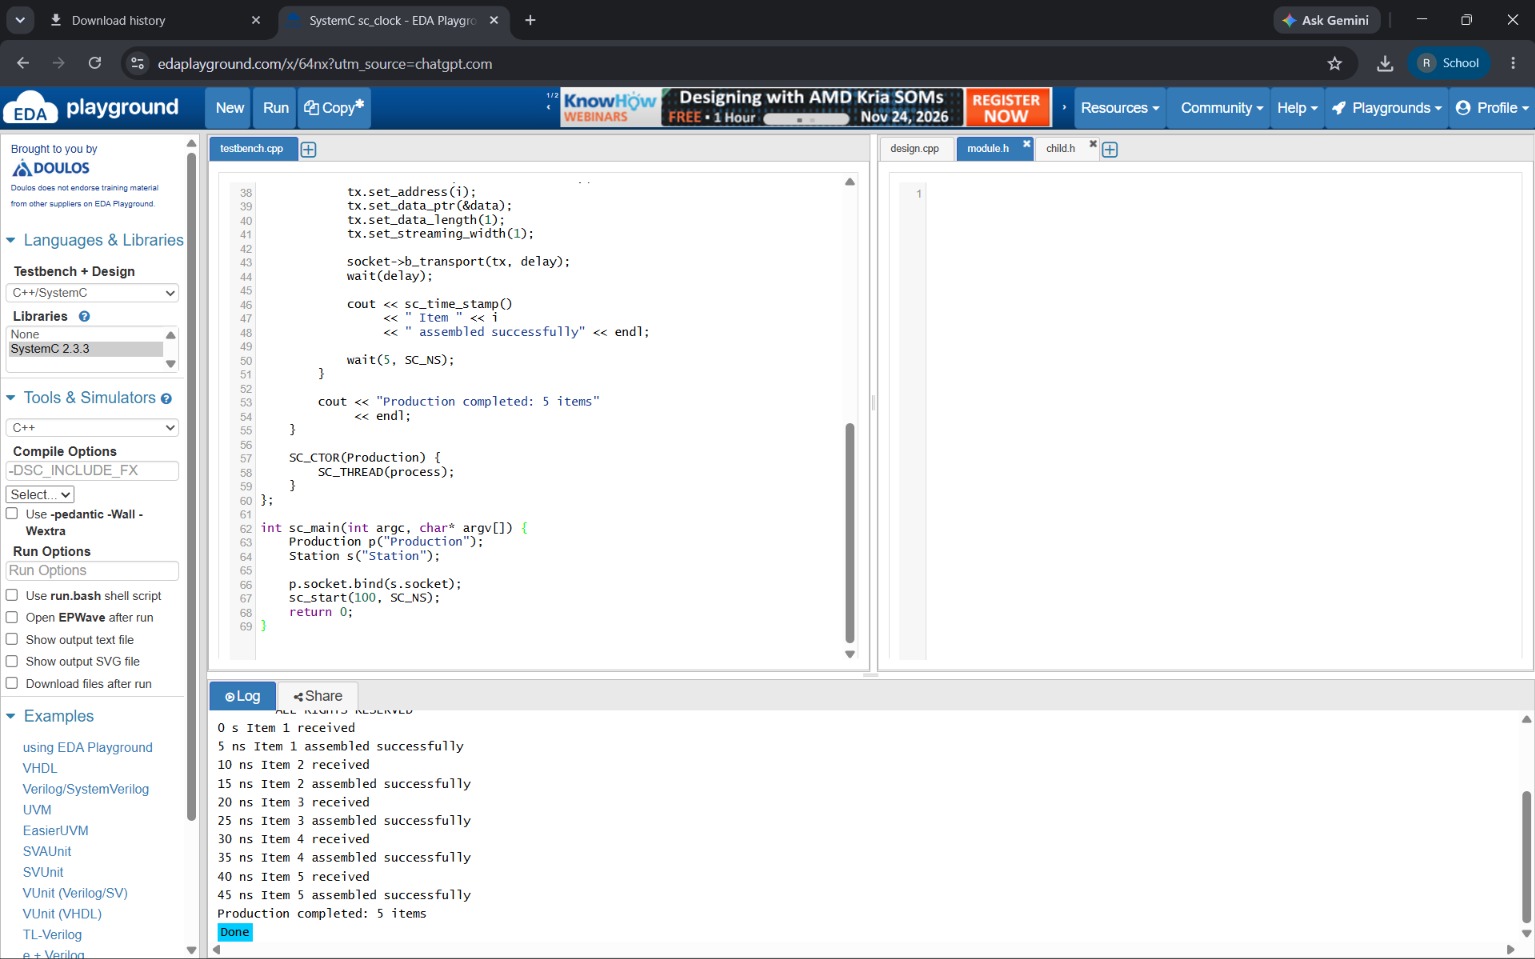 Download history
SystemC sc_clock - EDA Playgro
Ask Gemini
edaplayground.com/x/64nx?utm_source=chatgpt.com
R School
EDA playground
New
Run
Copy*
1/2
KnowHow WEBINARS
Designing with AMD Kria SOMs
FREE • 1 Hour
Nov 24, 2026
REGISTER NOW
Resources
Community
Help
Playgrounds
Profile
Brought to you by
DOULOS
Doulos does not endorse training material
from other suppliers on EDA Playground.
Languages & Libraries
Testbench + Design
C++/SystemC
Libraries
None
SystemC 2.3.3
Tools & Simulators
C++
Compile Options
-DSC_INCLUDE_FX
Select...
Use -pedantic -Wall -
Wextra
Run Options
Run Options
Use run.bash shell script
Open EPWave after run
Show output text file
Show output SVG file
Download files after run
Examples
using EDA Playground
VHDL
Verilog/SystemVerilog
UVM
EasierUVM
SVAUnit
SVUnit
VUnit (Verilog/SV)
VUnit (VHDL)
TL-Verilog
e + Verilog
testbench.cpp
38 tx.set_address(i);
39 tx.set_data_ptr(&data);
40 tx.set_data_length(1);
41 tx.set_streaming_width(1);
42
43 socket->b_transport(tx, delay);
44 wait(delay);
45
46 cout << sc_time_stamp()
47 << " Item " << i
48 << " assembled successfully" << endl;
49
50 wait(5, SC_NS);
51 }
52
53 cout << "Production completed: 5 items"
54 << endl;
55 }
56
57 SC_CTOR(Production) {
58 SC_THREAD(process);
59 }
60 };
61
62 int sc_main(int argc, char* argv[]) {
63 Production p("Production");
64 Station s("Station");
65
66 p.socket.bind(s.socket);
67 sc_start(100, SC_NS);
68 return 0;
69 }
design.cpp
module.h
child.h
1
Log
Share
ALL RIGHTS RESERVED
0 s Item 1 received
5 ns Item 1 assembled successfully
10 ns Item 2 received
15 ns Item 2 assembled successfully
20 ns Item 3 received
25 ns Item 3 assembled successfully
30 ns Item 4 received
35 ns Item 4 assembled successfully
40 ns Item 5 received
45 ns Item 5 assembled successfully
Production completed: 5 items
Done